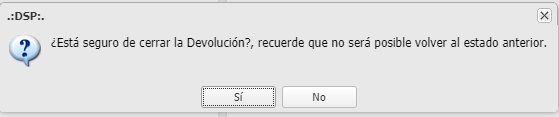 .:DSP:.
¿Está seguro de cerrar la Devolución?, recuerde que no será posible volver al estado anterior.
Sí
No